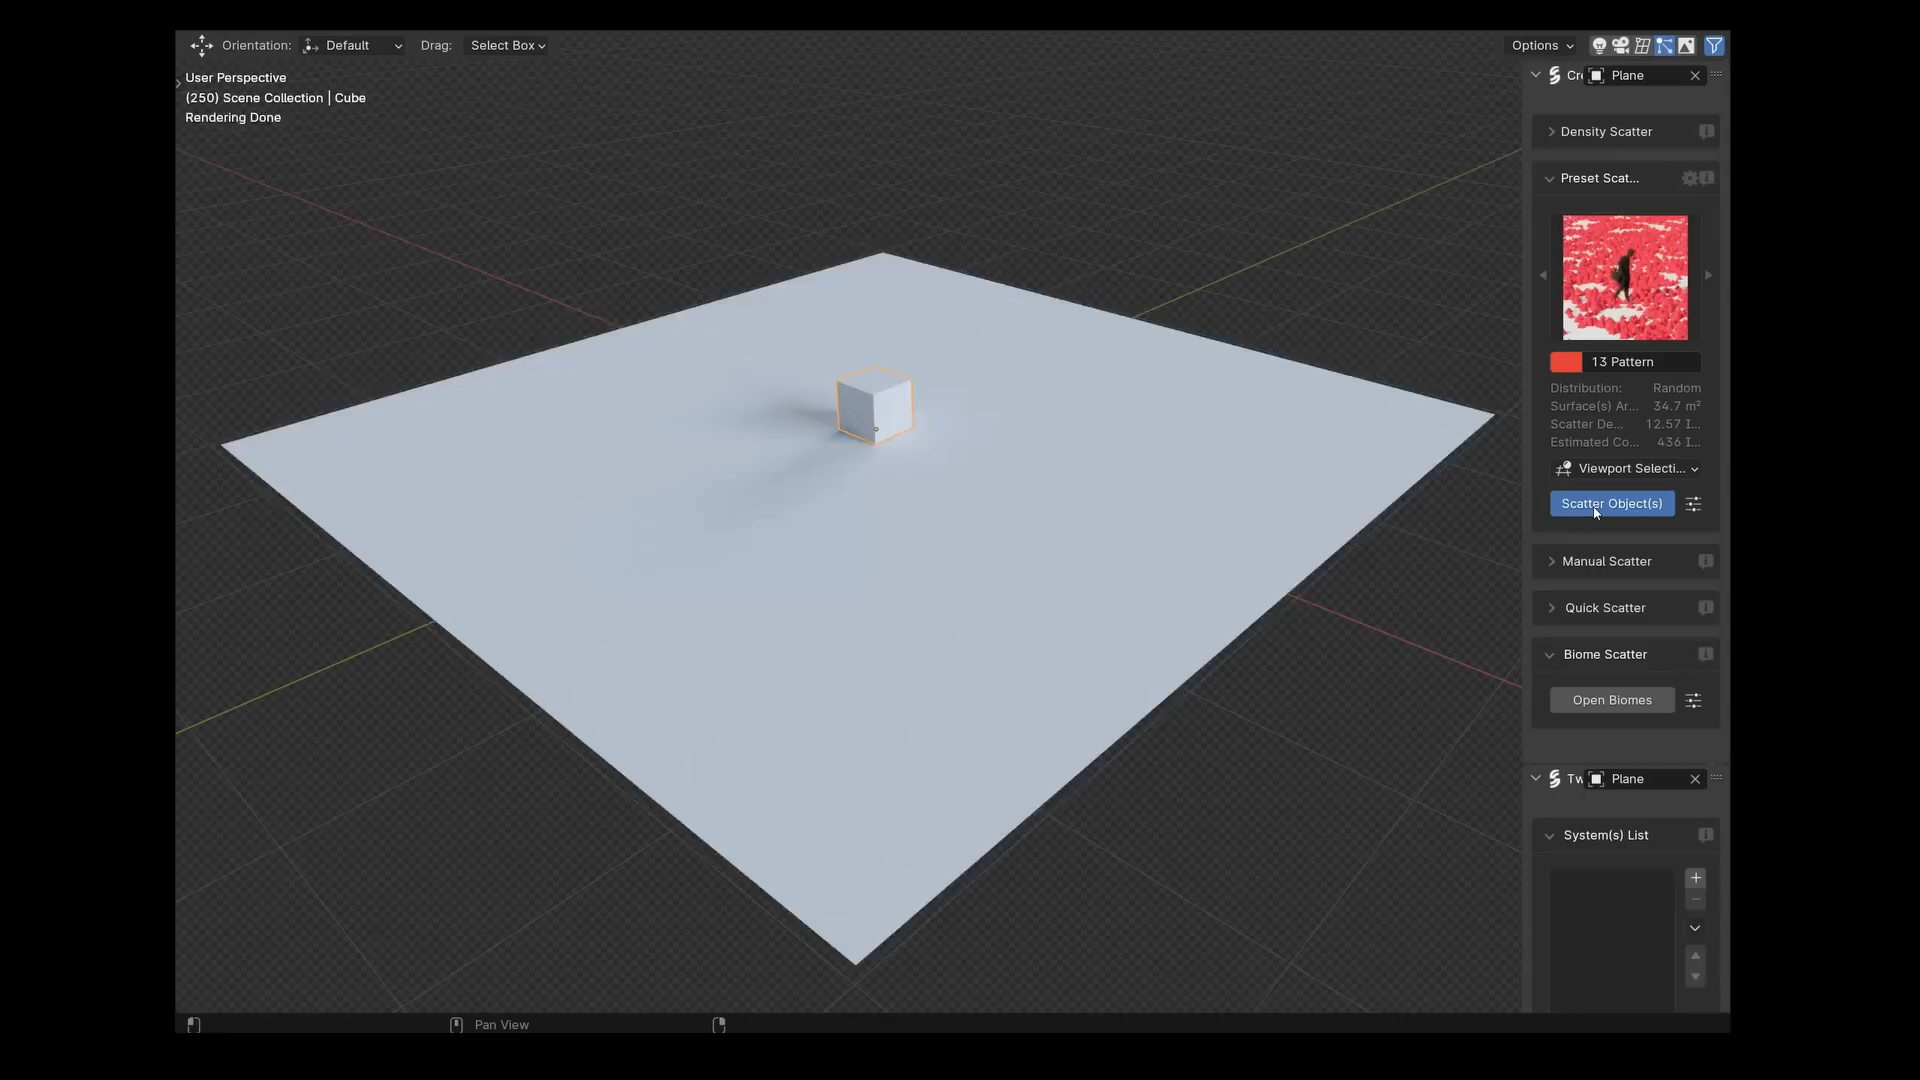 Orientation: Default Drag: Select Box Options
User Perspective
(250) Scene Collection | Cube
Rendering Done
Cr Plane
Density Scatter
Preset Scat...
13 Pattern
Distribution: Random
Surface(s) Ar... 34.7 m²
Scatter De... 12.57 I...
Estimated Co... 436 I...
Viewport Selecti...
Scatter Object(s)
Manual Scatter
Quick Scatter
Biome Scatter
Open Biomes
Tw Plane
System(s) List
Pan View